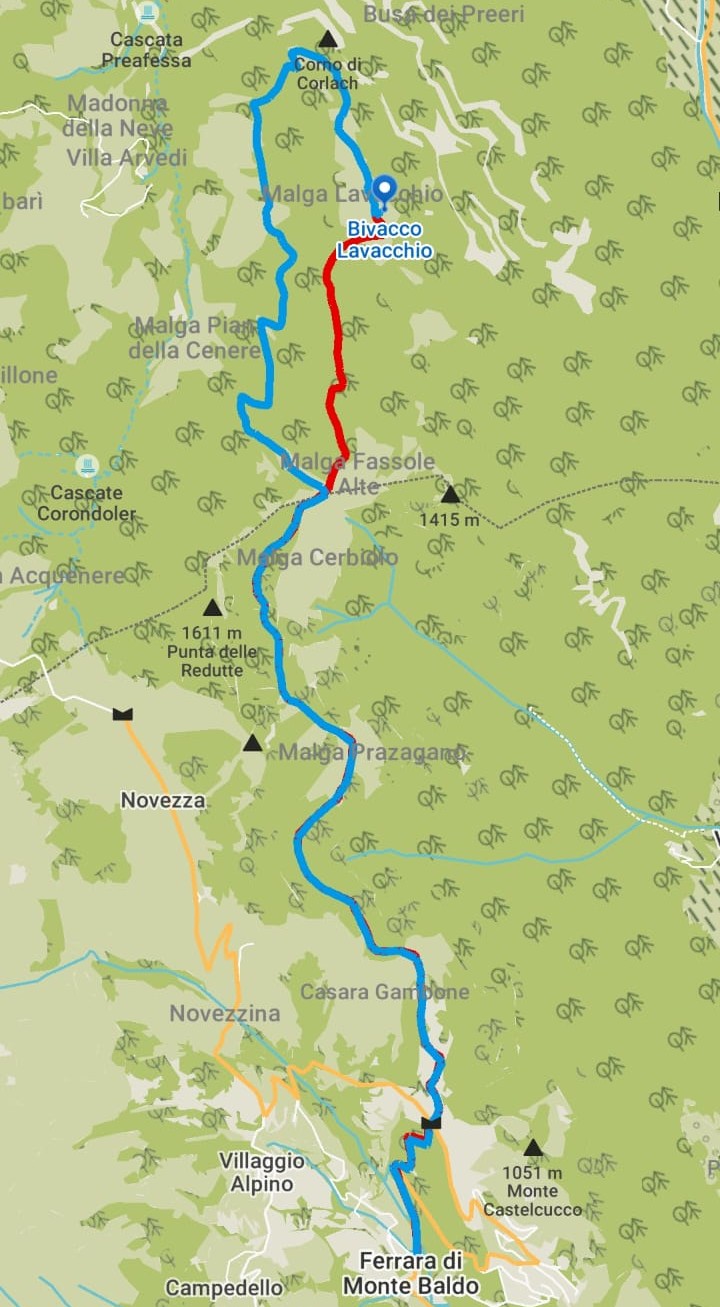 Busa dei Preeri
Cascata
Preafessa
Corno di
Corlach
Madonna
della Neve
Villa Arvedi
Malga Lavacchio
barì
Bivacco
Lavacchio
Malga Pian
della Cenere
illone
Malga Fassole
Alte
Cascate
Corondoler
1415 m
Malga Cerbiolo
Acquenere
1611 m
Punta delle
Redutte
Malga Prazagano
Novezza
Casara Gambone
Novezzina
Villaggio
Alpino
1051 m
Monte
Castelcucco
Ferrara di
Monte Baldo
Campedello